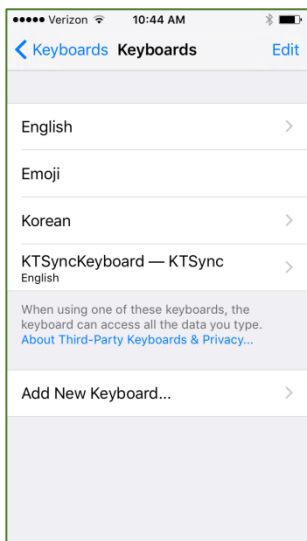 ●●●●● Verizon 10:44 AM
Keyboards Keyboards Edit
English
Emoji
Korean
KTSyncKeyboard — KTSync
English
When using one of these keyboards, the
keyboard can access all the data you type.
About Third-Party Keyboards & Privacy...
Add New Keyboard...